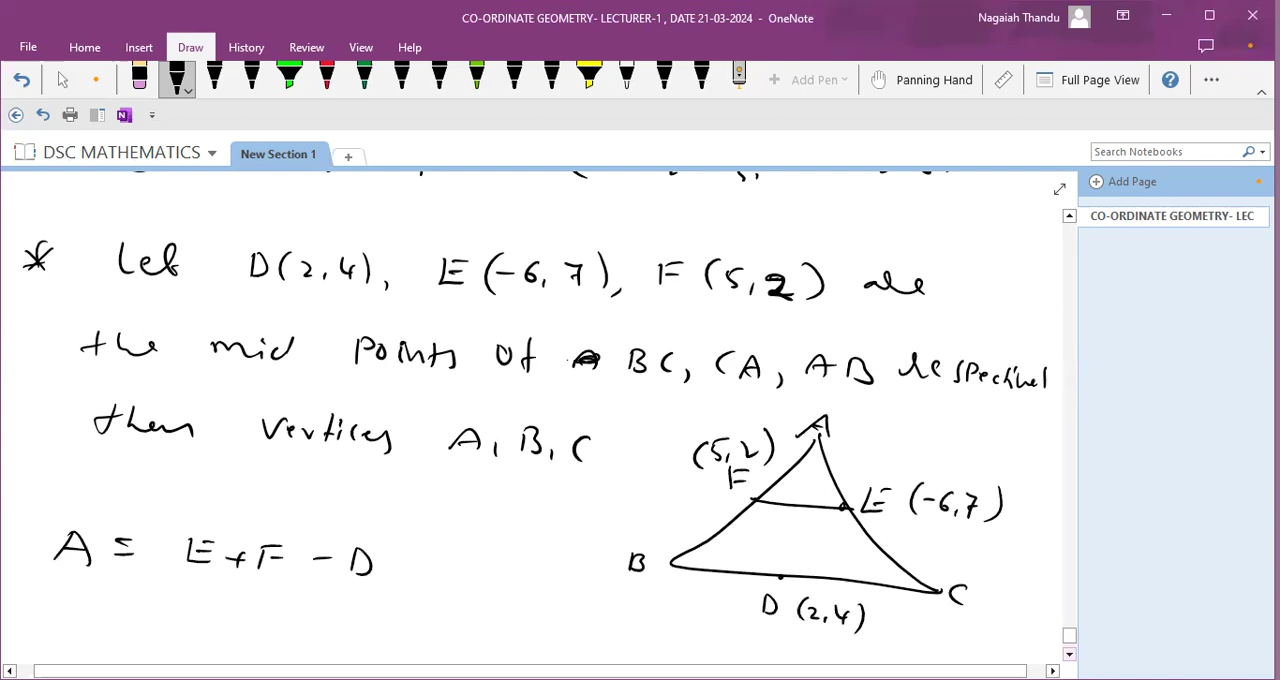 CO-ORDINATE GEOMETRY- LECTURER-1 , DATE 21-03-2024 - OneNote
Nagaiah Thandu
File Home Insert Draw History Review View Help
Add Pen Panning Hand Full Page View
DSC MATHEMATICS New Section 1 Search Notebooks
Add Page
CO-ORDINATE GEOMETRY- LEC
* Let D(2,4), E(-6,7), F(5,2) are
the mid points of BC, CA, AB
then vertices A, B, C
A
(5,2)
F
E (-6,7)
A = E+F-D
B
C
D (2,4)